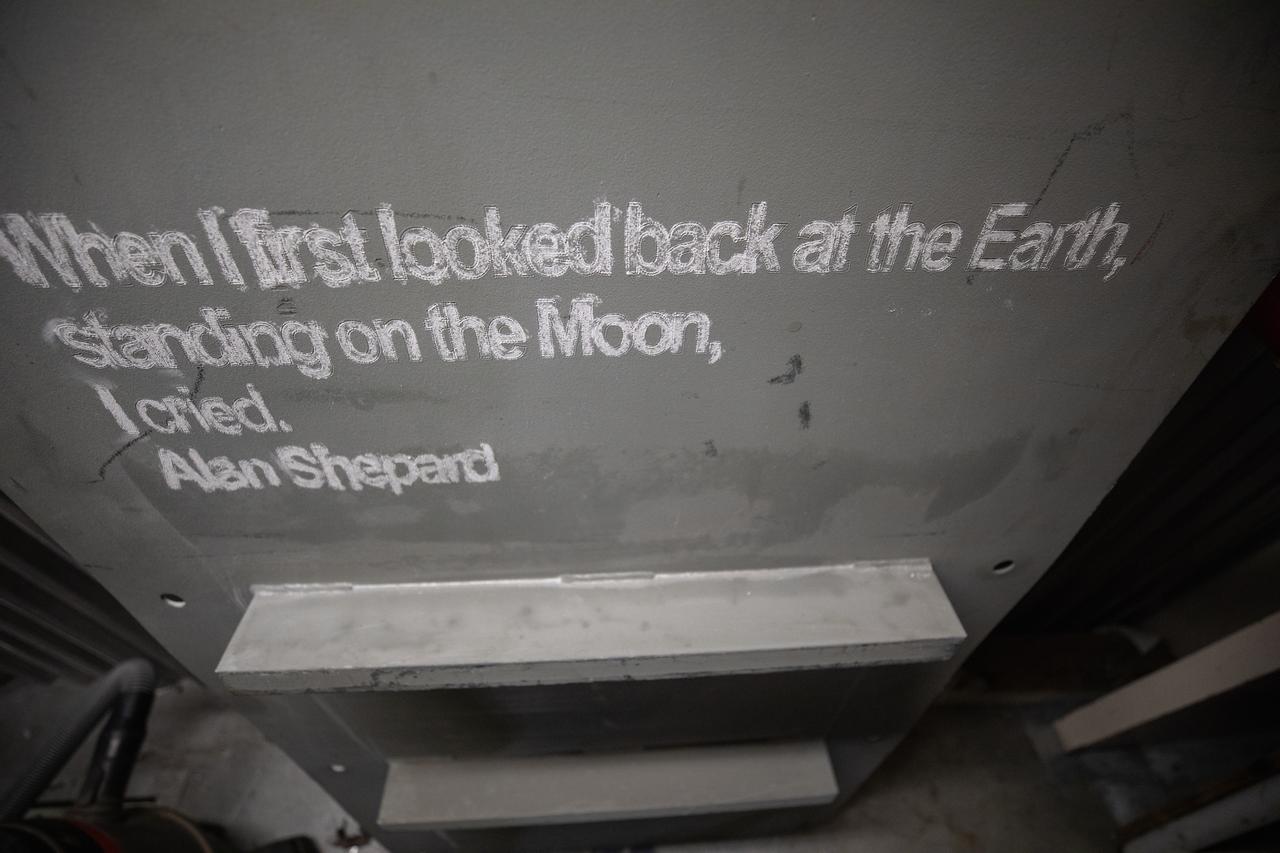 When I first looked back at the Earth,
standing on the Moon,
I cried.
Alan Shepard